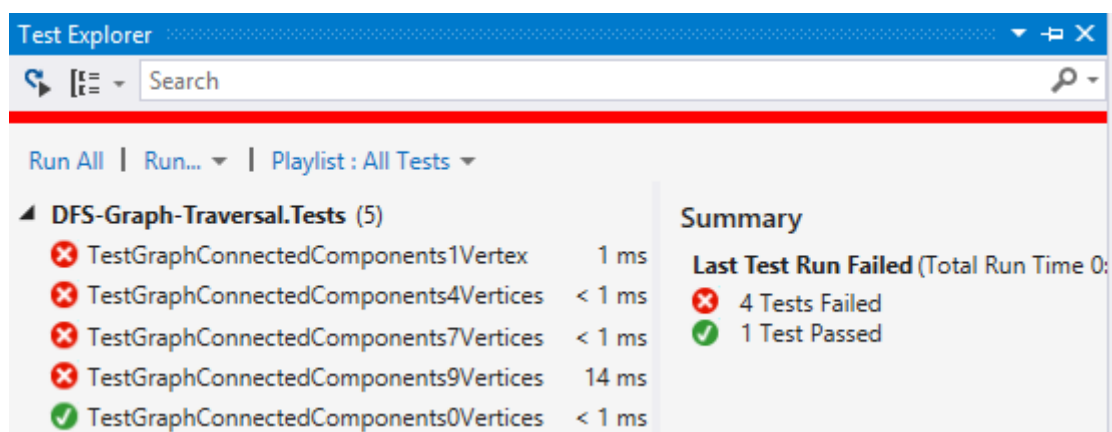 Test Explorer
Search
Run All | Run... | Playlist : All Tests
DFS-Graph-Traversal.Tests (5)
TestGraphConnectedComponents1Vertex 1 ms
TestGraphConnectedComponents4Vertices < 1 ms
TestGraphConnectedComponents7Vertices < 1 ms
TestGraphConnectedComponents9Vertices 14 ms
TestGraphConnectedComponents0Vertices < 1 ms
Summary
Last Test Run Failed (Total Run Time 0:
4 Tests Failed
1 Test Passed